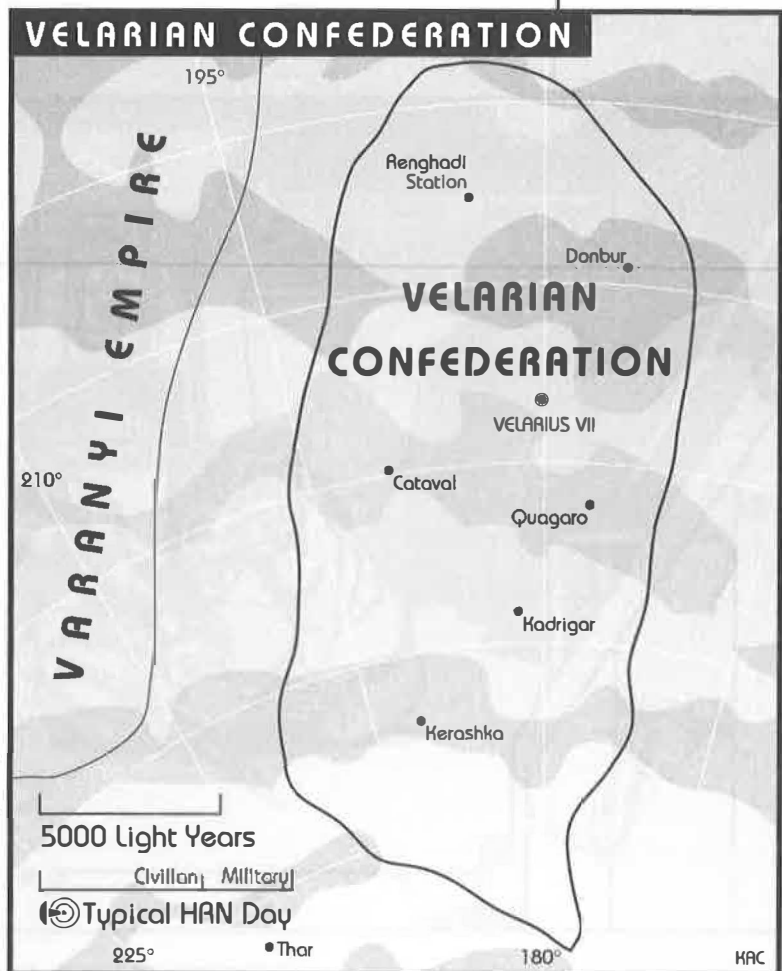 VELARIAN CONFEDERATION
195°
VARANYI EMPIRE
Renghadi
Station
Donbur
VELARIAN
CONFEDERATION
VELARIUS VII
210°
Cataval
Quagaro
Kadrigar
Kerashka
5000 Light Years
Civilian Military
Typical HRN Day
225°
Thar
180°
KAC